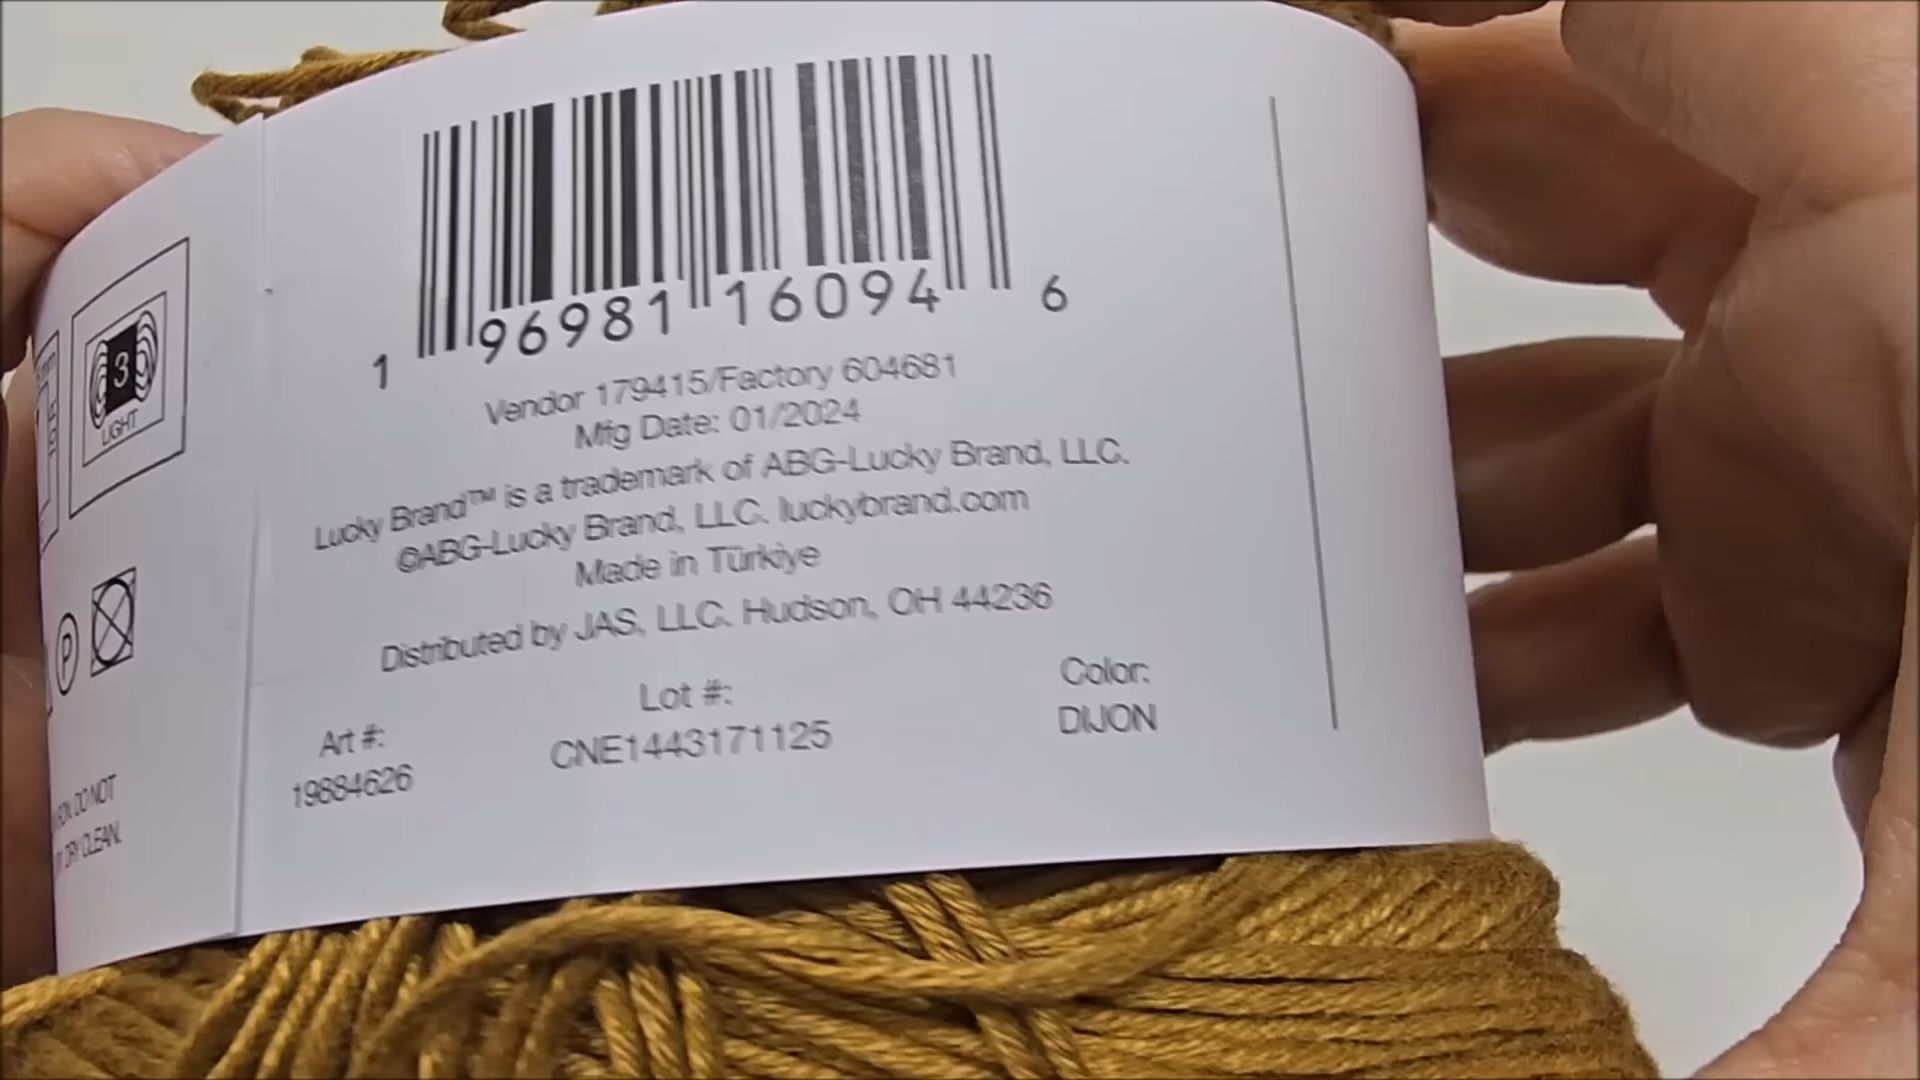 1 96981 16094 6
Vendor 179415/Factory 604681
Mfg Date: 01/2024
Lucky Brand™ is a trademark of ABG-Lucky Brand, LLC.
©ABG-Lucky Brand, LLC. luckybrand.com
Made in Türkiye
Distributed by JAS, LLC. Hudson, OH 44236
Art #:
19884626
Lot #:
CNE1443171125
Color:
DIJON
3
LIGHT
P
DO NOT
DRY CLEAN.